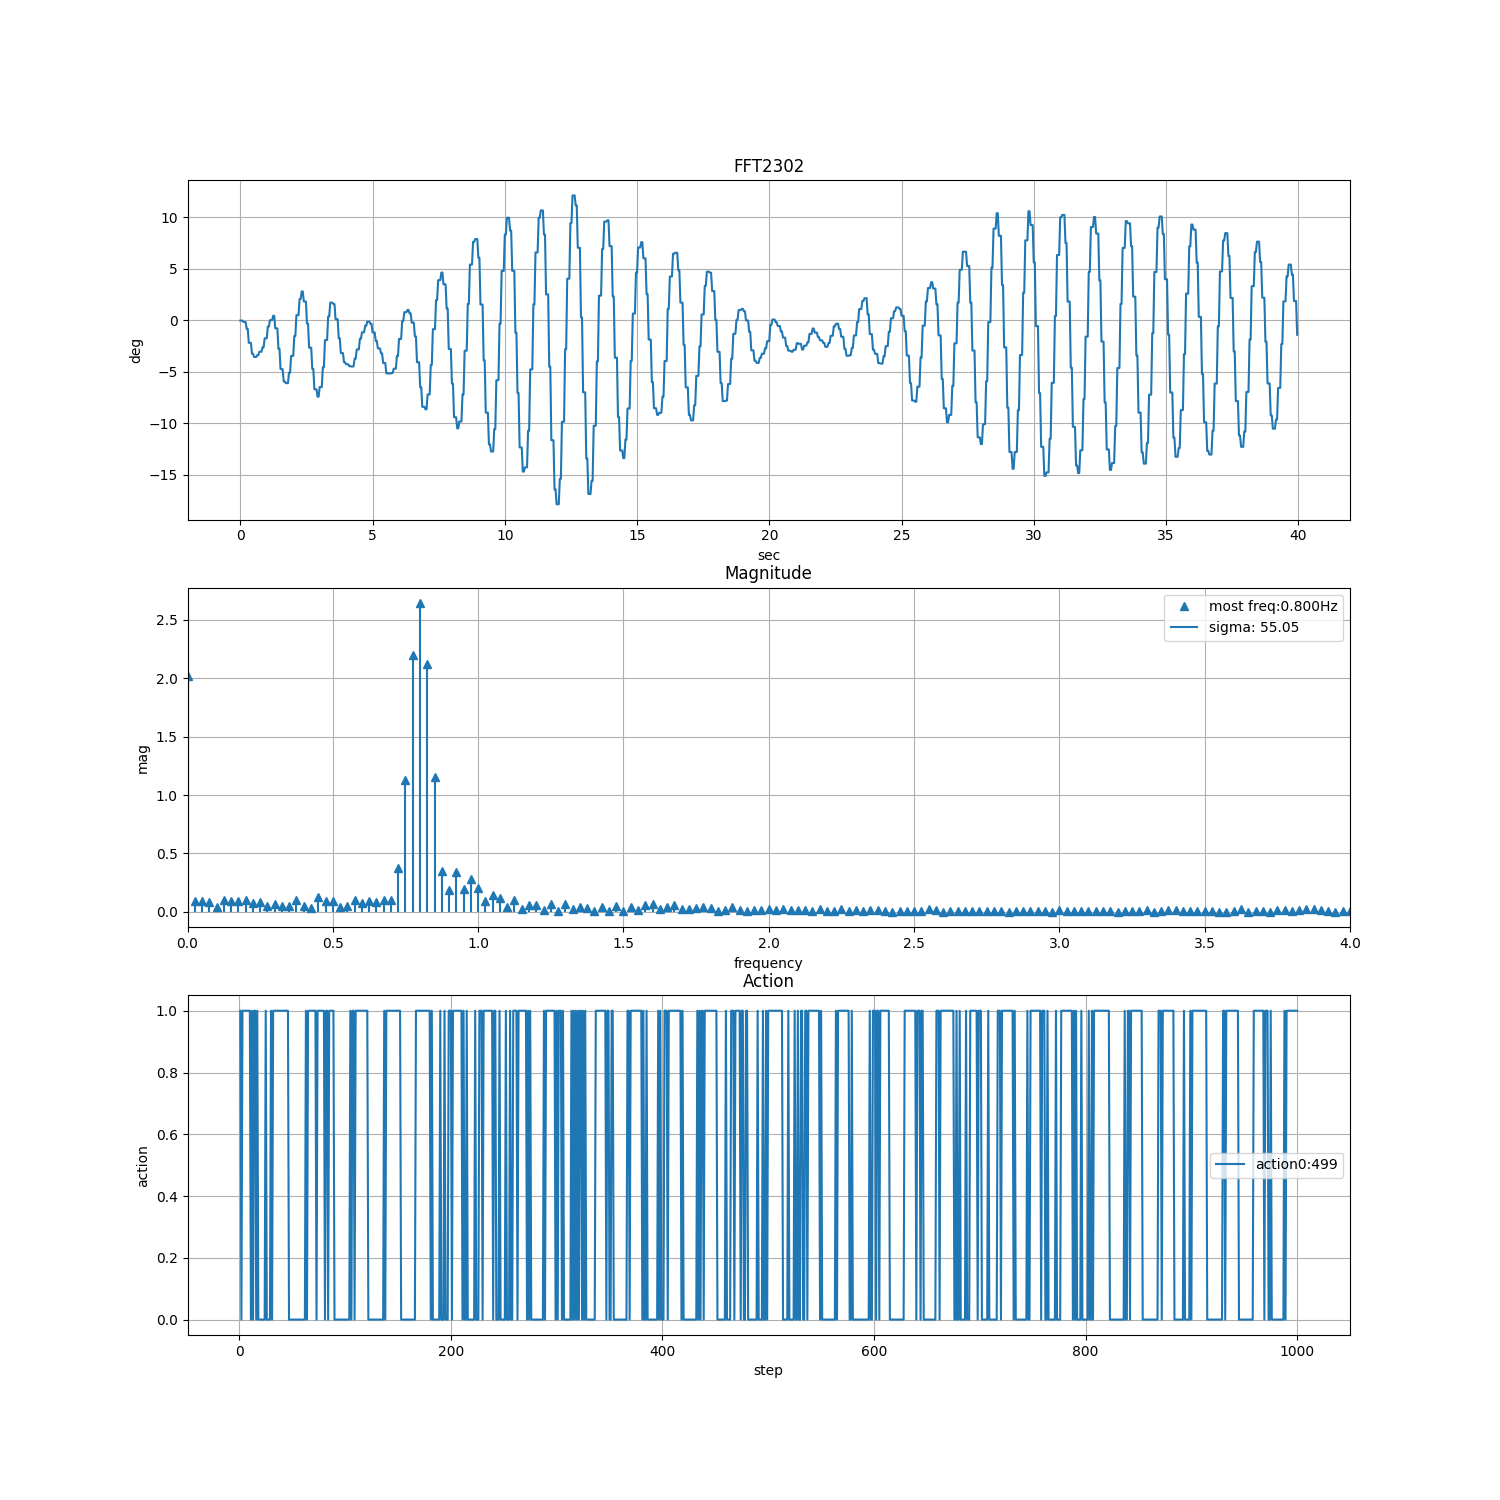 FFT2302
10
5
0
−5
−10
−15
deg
0 5 10 15 20 25 30 35 40
sec
Magnitude
most freq:0.800Hz
sigma: 55.05
2.5
2.0
1.5
1.0
0.5
0.0
mag
0.0 0.5 1.0 1.5 2.0 2.5 3.0 3.5 4.0
frequency
Action
1.0
0.8
0.6
0.4
0.2
0.0
action
action0:499
0 200 400 600 800 1000
step